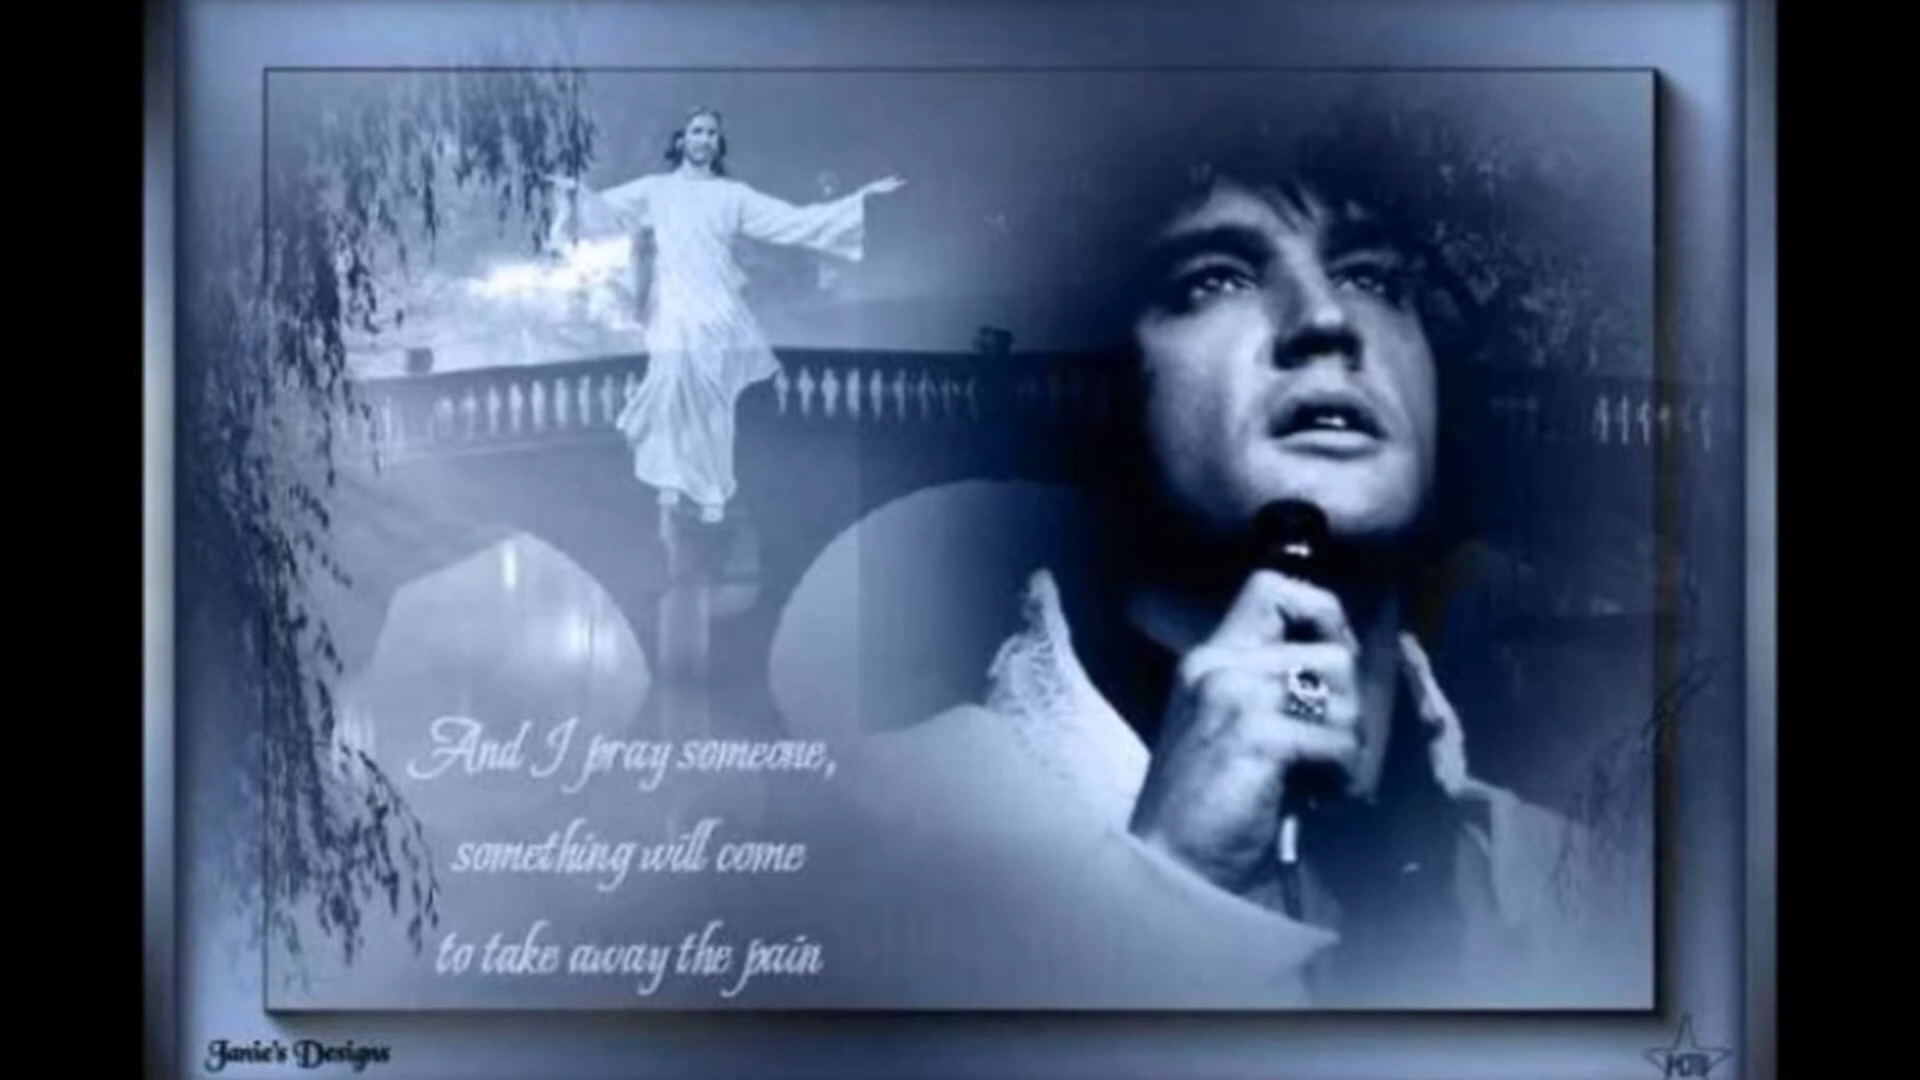 And I pray someone,
something will come
to take away the pain
Janie's Designs